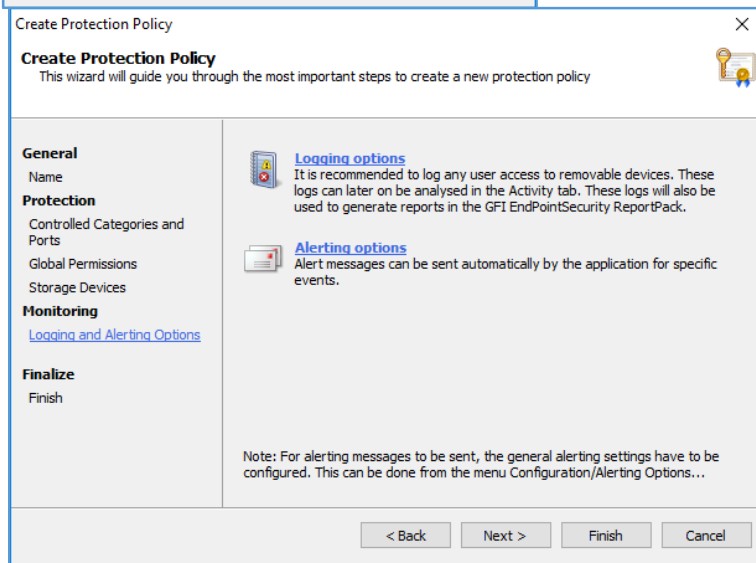 Create Protection Policy
Create Protection Policy
This wizard will guide you through the most important steps to create a new protection policy
General
Name
Protection
Controlled Categories and
Ports
Global Permissions
Storage Devices
Monitoring
Logging and Alerting Options
Finalize
Finish
Logging options
It is recommended to log any user access to removable devices. These
logs can later on be analysed in the Activity tab. These logs will also be
used to generate reports in the GFI EndPointSecurity ReportPack.
Alerting options
Alert messages can be sent automatically by the application for specific
events.
Note: For alerting messages to be sent, the general alerting settings have to be
configured. This can be done from the menu Configuration/Alerting Options...
< Back
Next >
Finish
Cancel